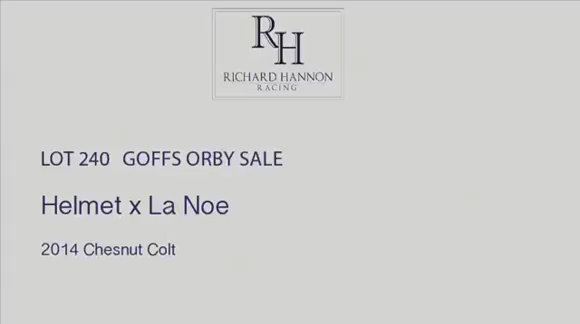 RH
RICHARD HANNON
RACING
LOT 240 GOFFS ORBY SALE
Helmet x La Noe
2014 Chesnut Colt